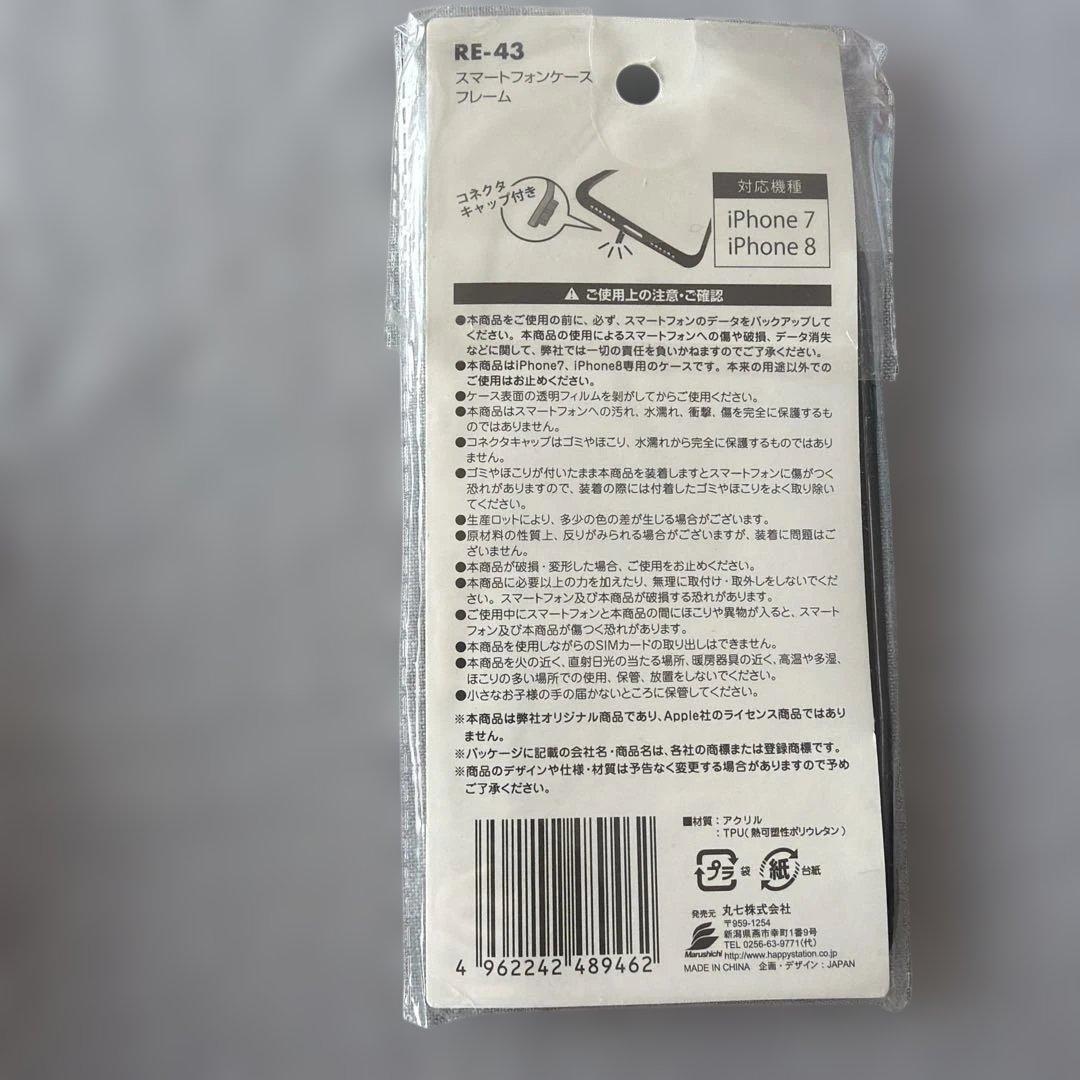 RE-43
スマートフォンケース
フレーム
コネクタ
キャップ付き
対応機種
iPhone 7
iPhone 8
ご使用上の注意・ご確認
●本商品をご使用の前に、必ず、スマートフォンのデータをバックアップして
ください。本商品の使用によるスマートフォンへの傷や破損、データ消失
などに関して、弊社では一切の責任を負いかねますのでご了承ください。
●本商品はiPhone7、iPhone8専用のケースです。本来の用途以外での
ご使用はお止めください。
●ケース表面の透明フィルムを剥がしてからご使用ください。
●本商品はスマートフォンへの汚れ、水濡れ、衝撃、傷を完全に保護するも
のではありません。
●コネクタキャップはゴミやほこり、水濡れから完全に保護するものではあり
ません。
●ゴミやほこりが付いたまま本商品を装着しますとスマートフォンに傷がつく
恐れがありますので、装着の際には付着したゴミやほこりをよく取り除い
てください。
●生産ロットにより、多少の色の差が生じる場合がございます。
●原材料の性質上、反りがみられる場合がございますが、装着に問題はご
ざいません。
●本商品が破損・変形した場合、ご使用をお止めください。
●本商品に必要以上の力を加えたり、無理に取付け・取外しをしないでくだ
さい。スマートフォン及び本商品が破損する恐れがあります。
●ご使用中にスマートフォンと本商品の間にほこりや異物が入ると、スマート
フォン及び本商品が傷つく恐れがあります。
●本商品を使用しながらのSIMカードの取り出しはできません。
●本商品を火の近く、直射日光の当たる場所、暖房器具の近く、高温や多湿、
ほこりの多い場所での使用、保管、放置をしないでください。
●小さなお子様の手の届かないところに保管してください。
※本商品は弊社オリジナル商品であり、Apple社のライセンス商品ではあり
ません。
※パッケージに記載の会社名・商品名は、各社の商標または登録商標です。
※商品のデザインや仕様・材質は予告なく変更する場合がありますので予め
ご了承ください。
■材質：アクリル
：TPU(熱可塑性ポリウレタン)
プラ 袋 紙 台紙
発売元 丸七株式会社
〒959-1254
新潟県燕市幸町1番9号
TEL 0256-63-9771(代)
Marushichi http://www.happystation.co.jp
MADE IN CHINA 企画・デザイン：JAPAN
4 962242 489462